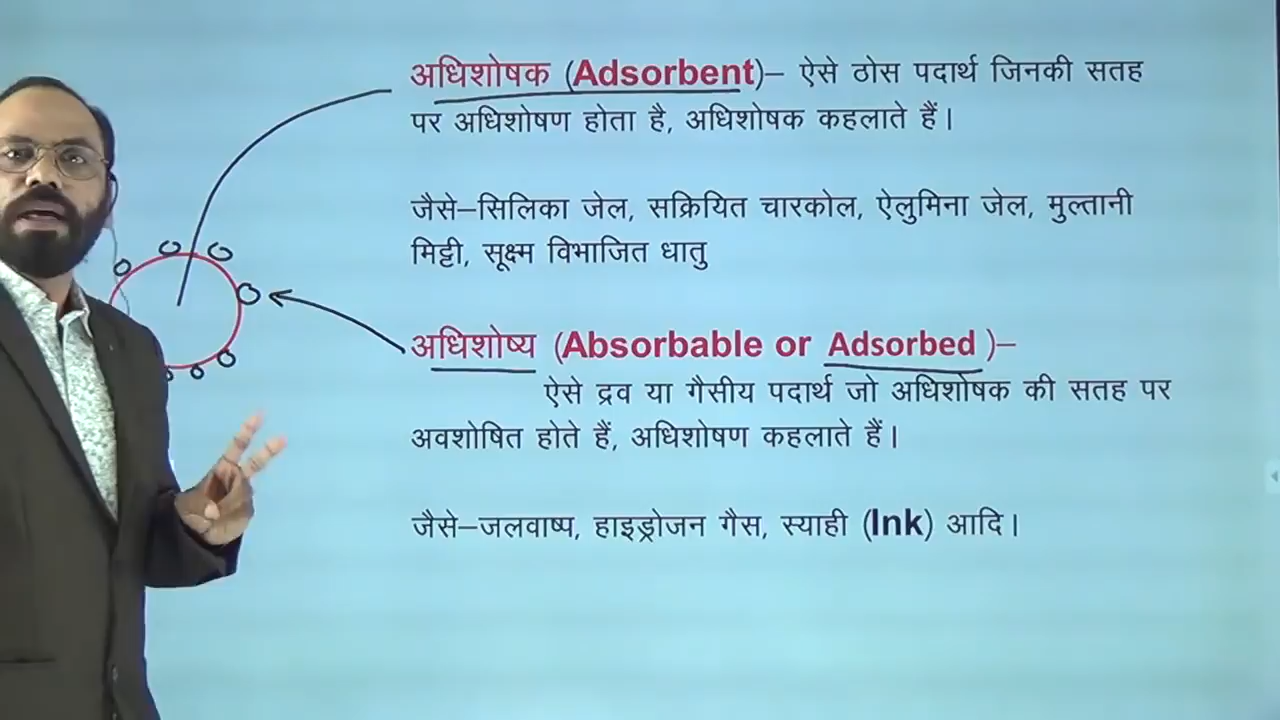 अधिशोषक (Adsorbent)– ऐसे ठोस पदार्थ जिनकी सतह
पर अधिशोषण होता है, अधिशोषक कहलाते हैं।
जैसे–सिलिका जेल, सक्रियित चारकोल, ऐलुमिना जेल, मुल्तानी
मिट्टी, सूक्ष्म विभाजित धातु
अधिशोष्य (Absorbable or Adsorbed )–
ऐसे द्रव या गैसीय पदार्थ जो अधिशोषक की सतह पर
अवशोषित होते हैं, अधिशोषण कहलाते हैं।
जैसे–जलवाष्प, हाइड्रोजन गैस, स्याही (Ink) आदि।